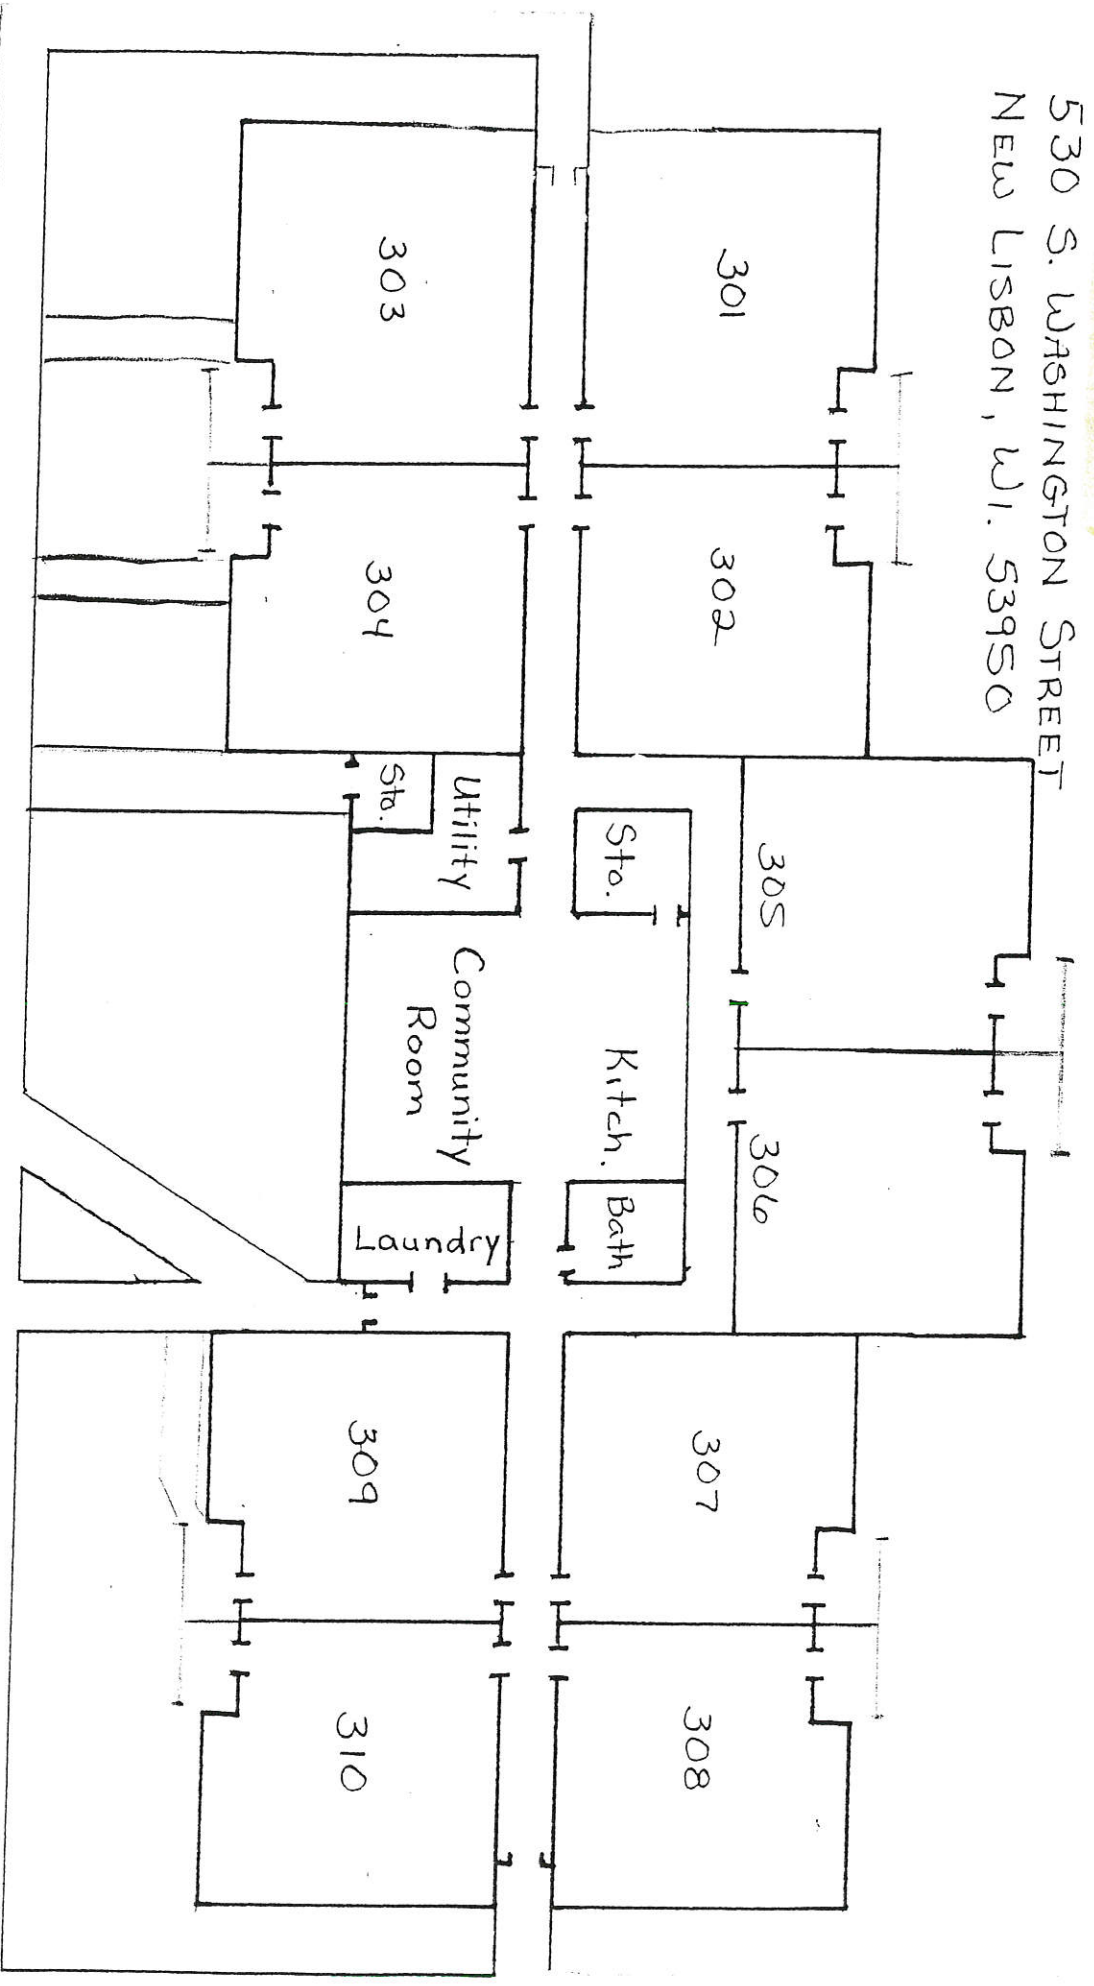 530 S. WASHINGTON STREET
NEW LISBON, WI. 53950
305
306
301
302
307
308
Sto.
Kitch.
Bath
Utility
Community
Room
Sto.
Laundry
303
304
309
310